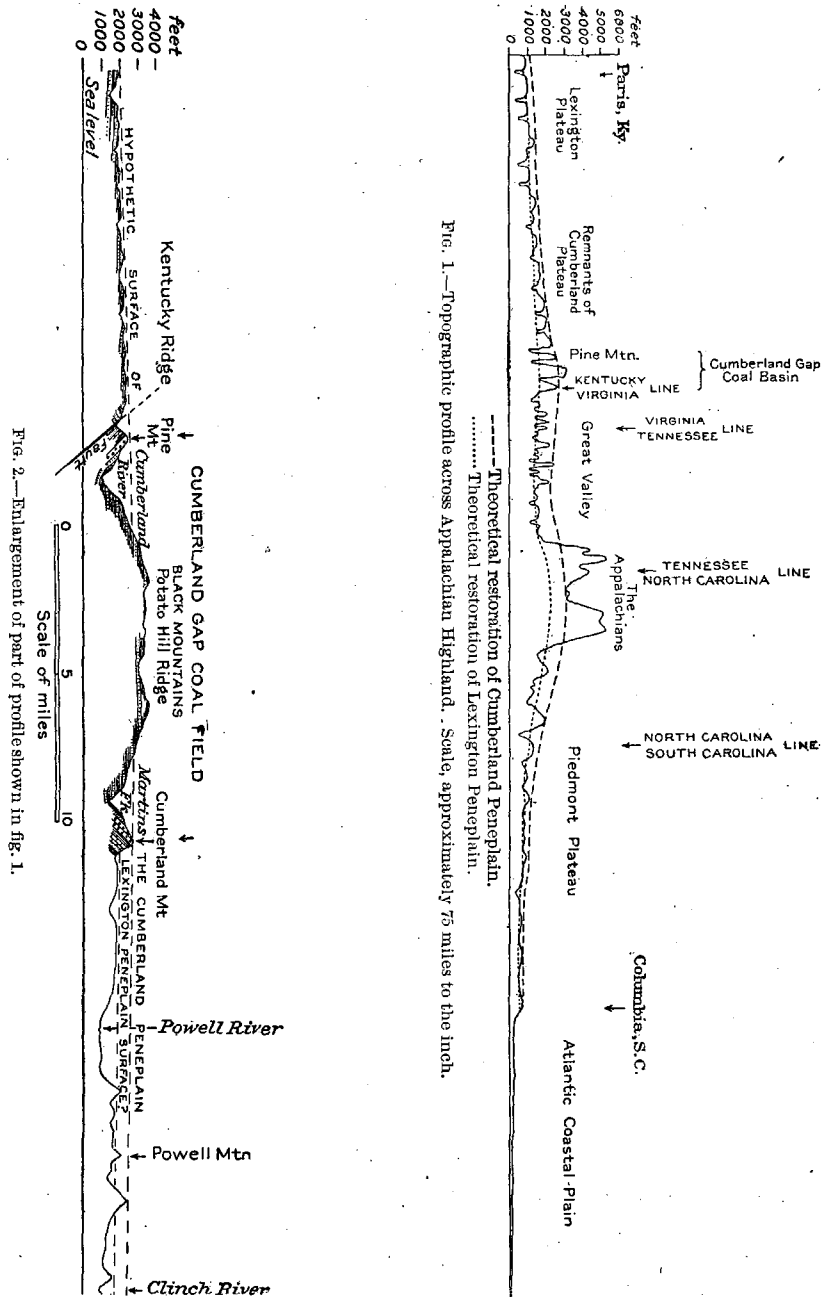 feet
6000
5000
4000
3000
2000
1000
0
Paris, Ky.
Lexington
Plateau
Remnants of
Cumberland
Plateau
Pine Mtn.
Cumberland Gap
Coal Basin
KENTUCKY
VIRGINIA LINE
VIRGINIA
TENNESSEE LINE
Great Valley
The
Appalachians
TENNESSEE
NORTH CAROLINA LINE
NORTH CAROLINA
SOUTH CAROLINA LINE
Piedmont Plateau
Columbia, S.C.
Atlantic Coastal-Plain
Theoretical restoration of Cumberland Peneplain.
Theoretical restoration of Lexington Peneplain.
FIG. 1.—Topographic profile across Appalachian Highland. Scale, approximately 75 miles to the inch.
feet
4000
3000
2000
1000
0
Sea level
HYPOTHETIC SURFACE OF THE CUMBERLAND PENEPLAIN
Kentucky Ridge
Pine
Mt
Fault
Cumberland
River
CUMBERLAND GAP COAL FIELD
BLACK MOUNTAINS
Potato Hill Ridge
Cumberland Mt
Martins
Fk.
LEXINGTON PENEPLAIN SURFACE?
Powell River
Powell Mtn
Clinch River
0 5 10
Scale of miles
FIG. 2.—Enlargement of part of profile shown in fig. 1.